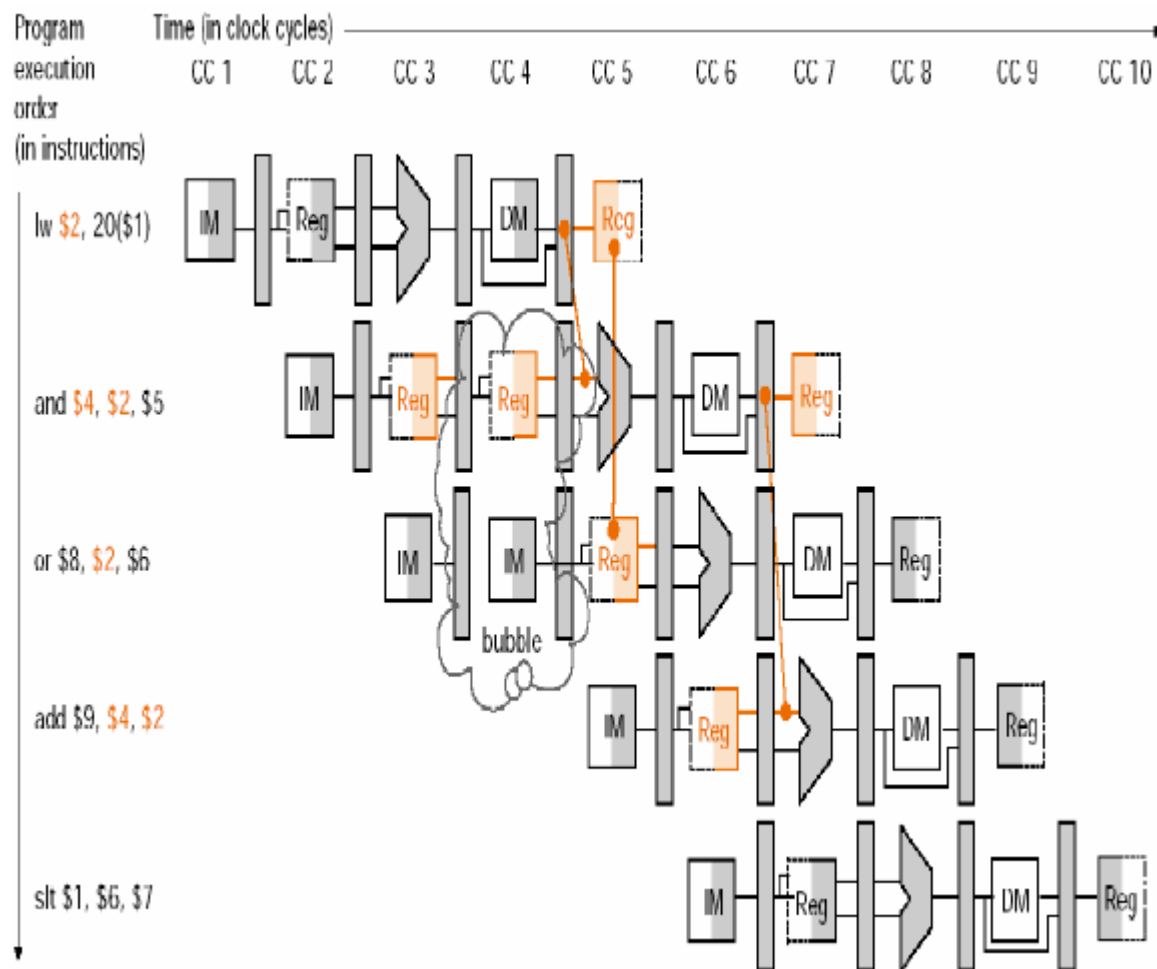 Program Time (in clock cycles)
execution CC 1 CC 2 CC 3 CC 4 CC 5 CC 6 CC 7 CC 8 CC 9 CC 10
order
(in instructions)
lw $2, 20($1) IM Reg DM Reg
and $4, $2, $5 IM Reg Reg DM Reg
or $8, $2, $6 IM IM Reg DM Reg
bubble
add $9, $4, $2 IM Reg DM Reg
slt $1, $6, $7 IM Reg DM Reg